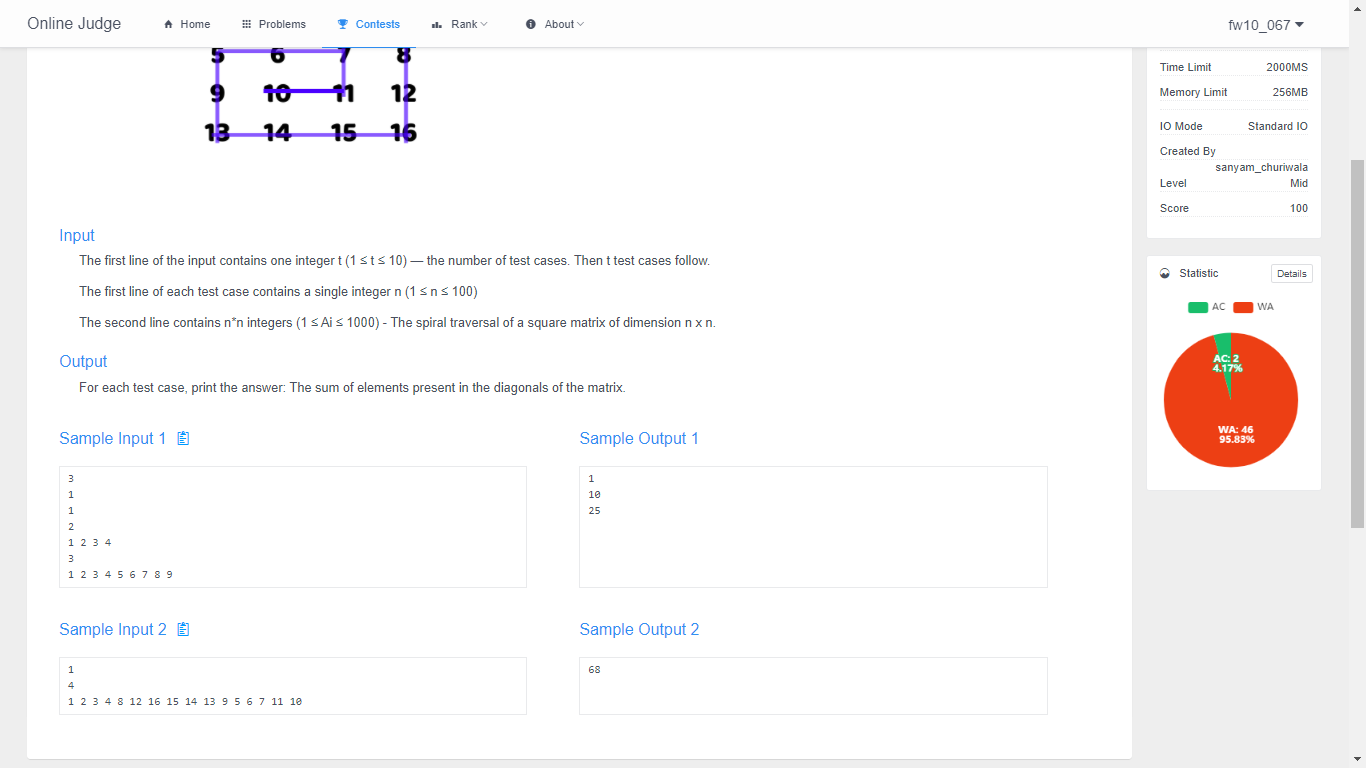 Online Judge
Home
Problems
Contests
Rank
About
fw10_067
5 6 7 8
9 10 11 12
13 14 15 16
Input
The first line of the input contains one integer t (1 ≤ t ≤ 10) — the number of test cases. Then t test cases follow.
The first line of each test case contains a single integer n (1 ≤ n ≤ 100)
The second line contains n*n integers (1 ≤ Ai ≤ 1000) - The spiral traversal of a square matrix of dimension n x n.
Output
For each test case, print the answer: The sum of elements present in the diagonals of the matrix.
Sample Input 1
3
1
1
2
1 2 3 4
3
1 2 3 4 5 6 7 8 9
Sample Output 1
1
10
25
Sample Input 2
1
4
1 2 3 4 8 12 16 15 14 13 9 5 6 7 11 10
Sample Output 2
68
Time Limit 2000MS
Memory Limit 256MB
IO Mode Standard IO
Created By
sanyam_churiwala
Level Mid
Score 100
Statistic
Details
AC WA
AC: 2
4.17%
WA: 46
95.83%